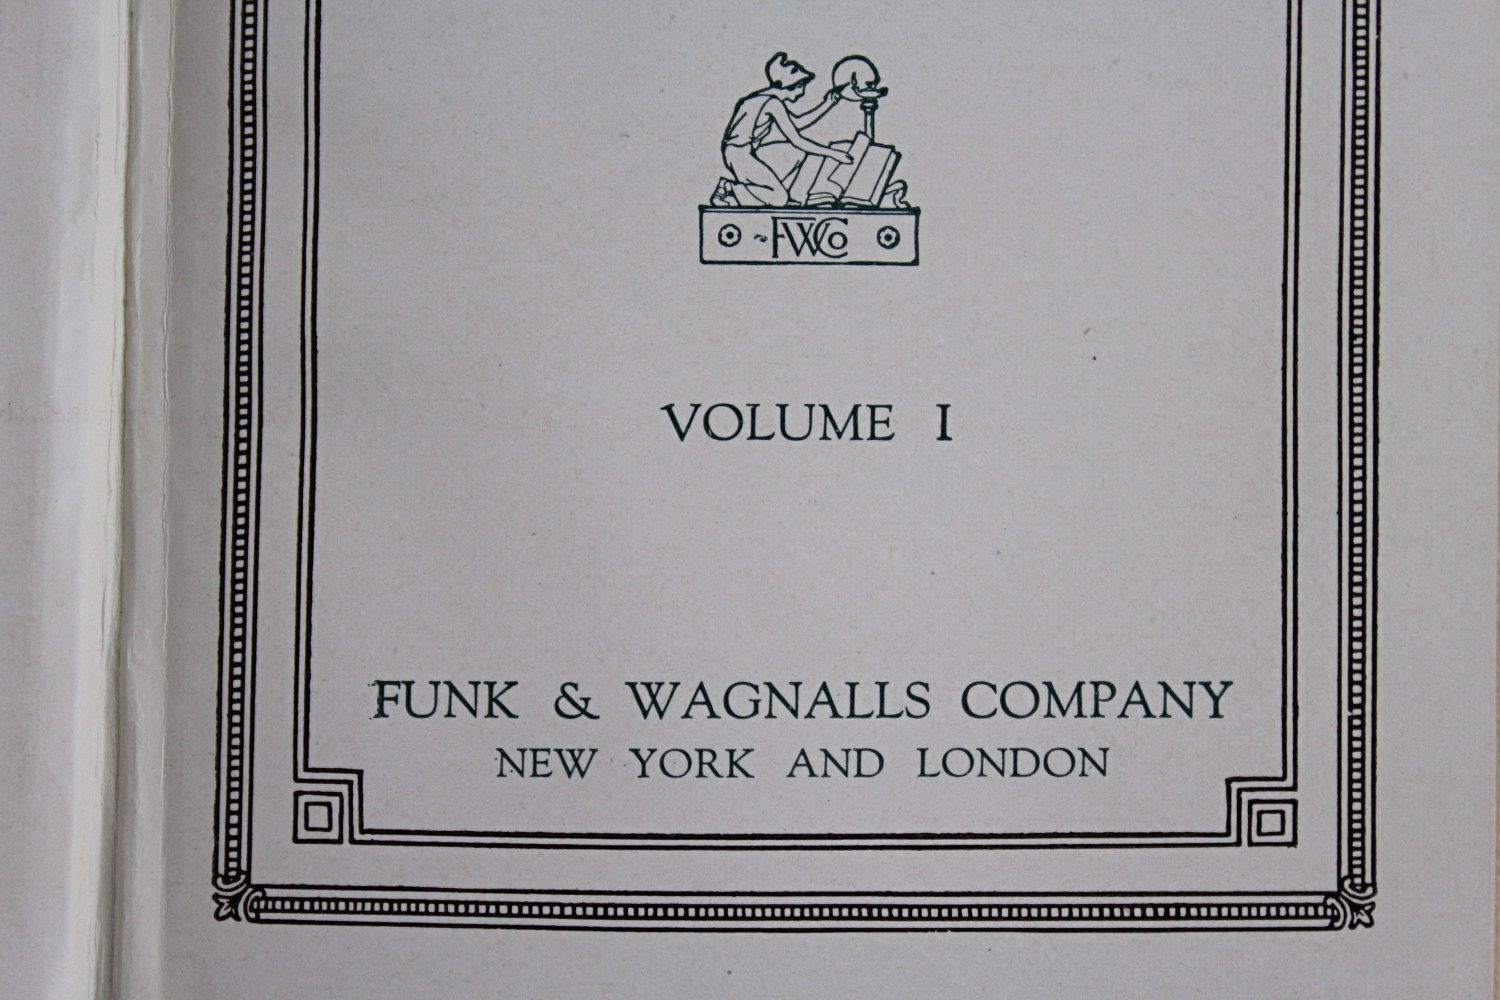 FWCo
VOLUME I
FUNK & WAGNALLS COMPANY
NEW YORK AND LONDON